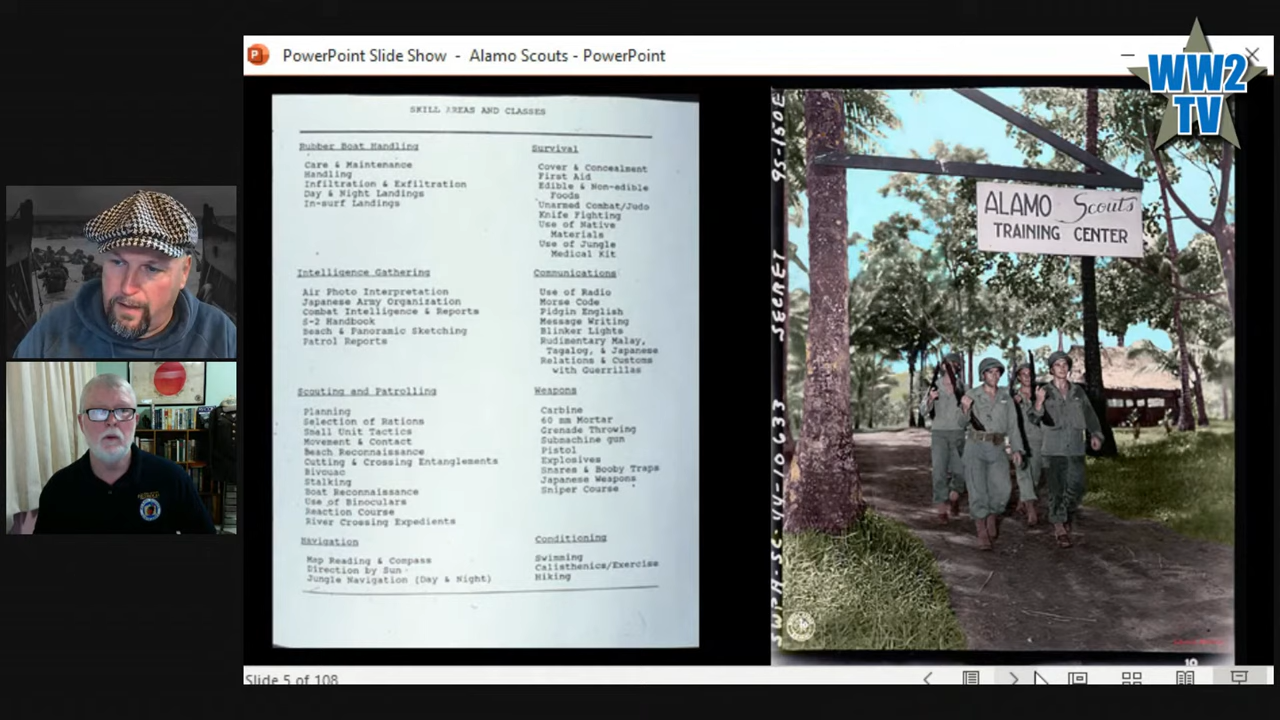 PowerPoint Slide Show - Alamo Scouts - PowerPoint
WW2
TV
SKILL AREAS AND CLASSES
Rubber Boat Handling
Care & Maintenance
Handling
Infiltration & Exfiltration
Day & Night Landings
In-surf Landings
Survival
Cover & Concealment
First Aid
Edible & Non-edible
Foods
Unarmed Combat/Judo
Knife Fighting
Use of Native
Materials
Use of Jungle
Medical Kit
Intelligence Gathering
Air Photo Interpretation
Japanese Army Organization
Combat Intelligence & Reports
S-2 Handbook
Beach & Panoramic Sketching
Patrol Reports
Communications
Use of Radio
Morse Code
Pidgin English
Message Writing
Blinker Lights
Rudimentary Malay,
Tagalog, & Japanese
Relations & Customs
with Guerrillas
Scouting and Patrolling
Planning
Selection of Rations
Small Unit Tactics
Movement & Contact
Beach Reconnaissance
Cutting & Crossing Entanglements
Bivouac
Stalking
Boat Reconnaissance
Use of Binoculars
Reaction Course
River Crossing Expedients
Weapons
Carbine
60 mm Mortar
Grenade Throwing
Submachine gun
Pistol
Explosives
Snares & Booby Traps
Japanese Weapons
Sniper Course
Navigation
Map Reading & Compass
Direction by Sun
Jungle Navigation (Day & Night)
Conditioning
Swimming
Calisthenics/Exercise
Hiking
SWPA-SC-44-10633 SECRET 95-150E
ALAMO Scouts
TRAINING CENTER
10
Slide 5 of 108